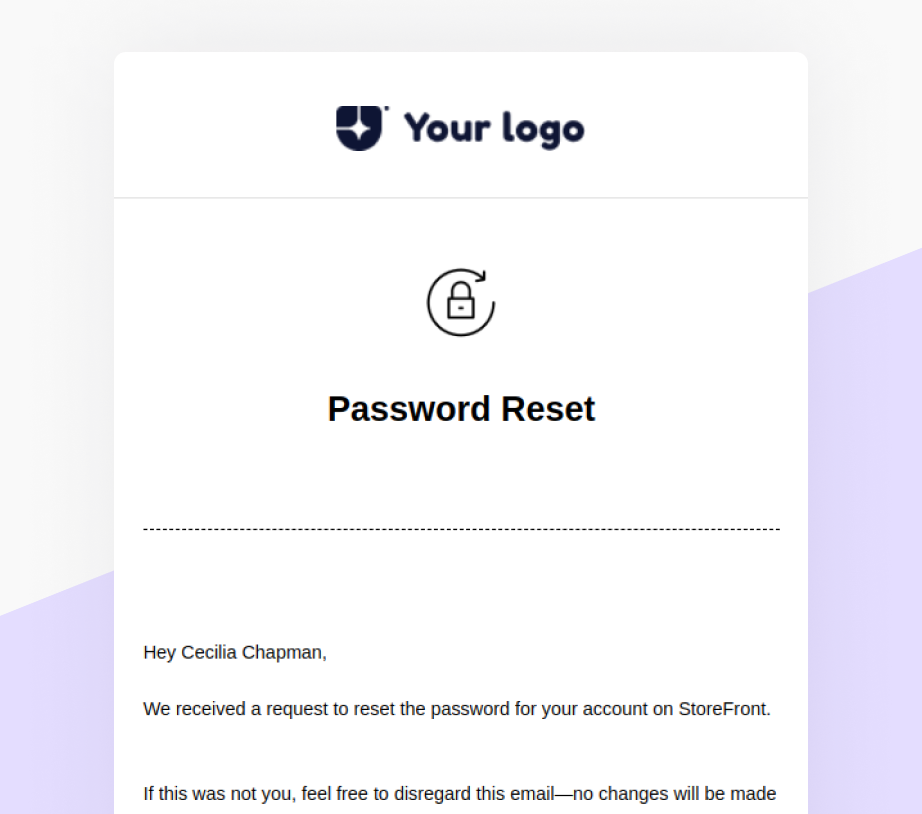 Your logo
Password Reset
Hey Cecilia Chapman,
We received a request to reset the password for your account on StoreFront.
If this was not you, feel free to disregard this email—no changes will be made